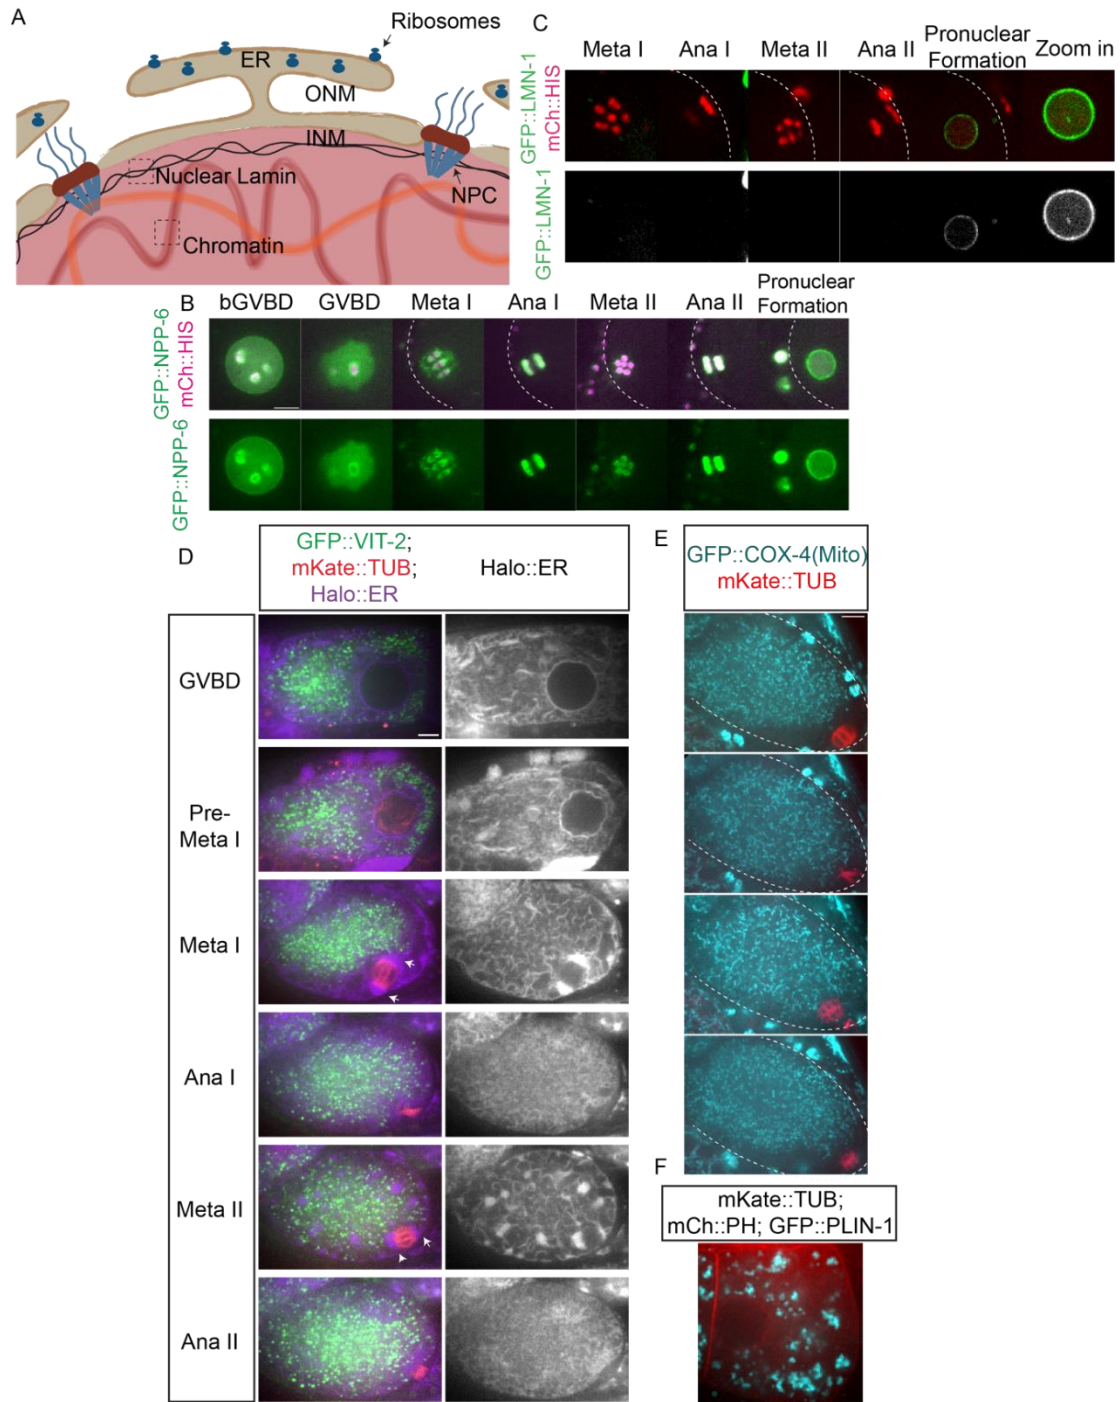 A
Ribosomes
ER
ONM
INM
Nuclear Lamin
NPC
Chromatin
B
bGVBD
GVBD
Meta I
Ana I
Meta II
Ana II
Pronuclear
Formation
GFP::NPP-6
mCh::HIS
GFP::NPP-6
C
Meta I
Ana I
Meta II
Ana II
Pronuclear
Formation
Zoom in
GFP::LMN-1
mCh::HIS
GFP::LMN-1
D
GFP::VIT-2;
mKate::TUB;
Halo::ER
Halo::ER
GVBD
Pre-
Meta I
Meta I
Ana I
Meta II
Ana II
E
GFP::COX-4(Mito)
mKate::TUB
F
mKate::TUB;
mCh::PH; GFP::PLIN-1